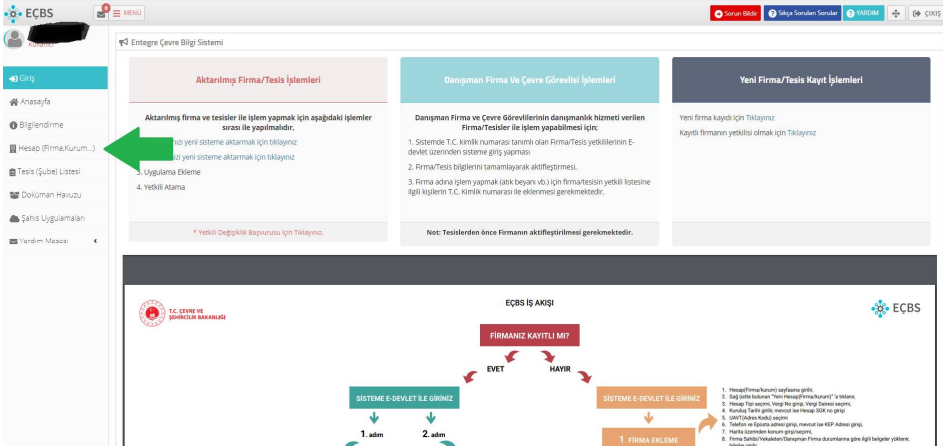 EÇBS
MENÜ
Sorun Bildir
Sıkça Sorulan Sorular
YARDIM
ÇIKIŞ
Kullanıcı
Giriş
Anasayfa
Bilgilendirme
Hesap (Firma,Kurum...)
Tesis (Şube) Listesi
Doküman Havuzu
Şahıs Uygulamaları
Yardım Masası
Entegre Çevre Bilgi Sistemi
Aktarılmış Firma/Tesis İşlemleri
Aktarılmış firma ve tesisler ile işlem yapmak için aşağıdaki işlemler
sırası ile yapılmalıdır,
yeni sisteme aktarmak için tıklayınız
yeni sisteme aktarmak için tıklayınız
3. Uygulama Ekleme
4. Yetkili Atama
* Yetkili Değişiklik Başvurusu İçin Tıklayınız.
Danışman Firma Ve Çevre Görevlisi İşlemleri
Danışman Firma ve Çevre Görevlilerinin danışmanlık hizmeti verilen
Firma/Tesisler ile işlem yapabilmesi için;
1. Sistemde T.C. kimlik numarası tanımlı olan Firma/Tesis yetkililerinin E-
devlet üzerinden sisteme giriş yapması
2. Firma/Tesis bilgilerini tamamlayarak aktifleştirmesi.
3. Firma adına işlem yapmak (atık beyanı vb.) için firma/tesisin yetkili listesine
ilgili kişilerin T.C. Kimlik numarası ile eklenmesi gerekmektedir.
Not: Tesislerden önce Firmanın aktifleştirilmesi gerekmektedir.
Yeni Firma/Tesis Kayıt İşlemleri
Yeni firma kaydı için Tıklayınız
Kayıtlı firmanın yetkilisi olmak için Tıklayınız
T.C. ÇEVRE VE
ŞEHİRCİLİK BAKANLIĞI
EÇBS İŞ AKIŞI
EÇBS
FİRMANIZ KAYITLI MI?
EVET
HAYIR
SİSTEME E-DEVLET İLE GİRİNİZ
1. adım
2. adım
SİSTEME E-DEVLET İLE GİRİNİZ
1. FİRMA EKLEME
1. Hesap(Firma/kurum) sayfasına girilir,
2. Sağ üstte bulunan "Yeni Hesap(Firma/kurum)" 'a tıklanır,
3. Hesap Tipi seçimi, Vergi No girişi, Vergi Dairesi seçimi,
4. Kuruluş Tarihi girilir, mevcut ise Hesap SGK no girişi
5. UAVT(Adres Kodu) seçimi
6. Telefon ve Eposta adresi girişi, mevcut ise KEP Adresi girişi,
7. Harita üzerinden konum girişi/seçimi,
8. Firma Sahibi/Vekaleten/Danışman Firma durumlarına göre ilgili belgeler yüklenir,